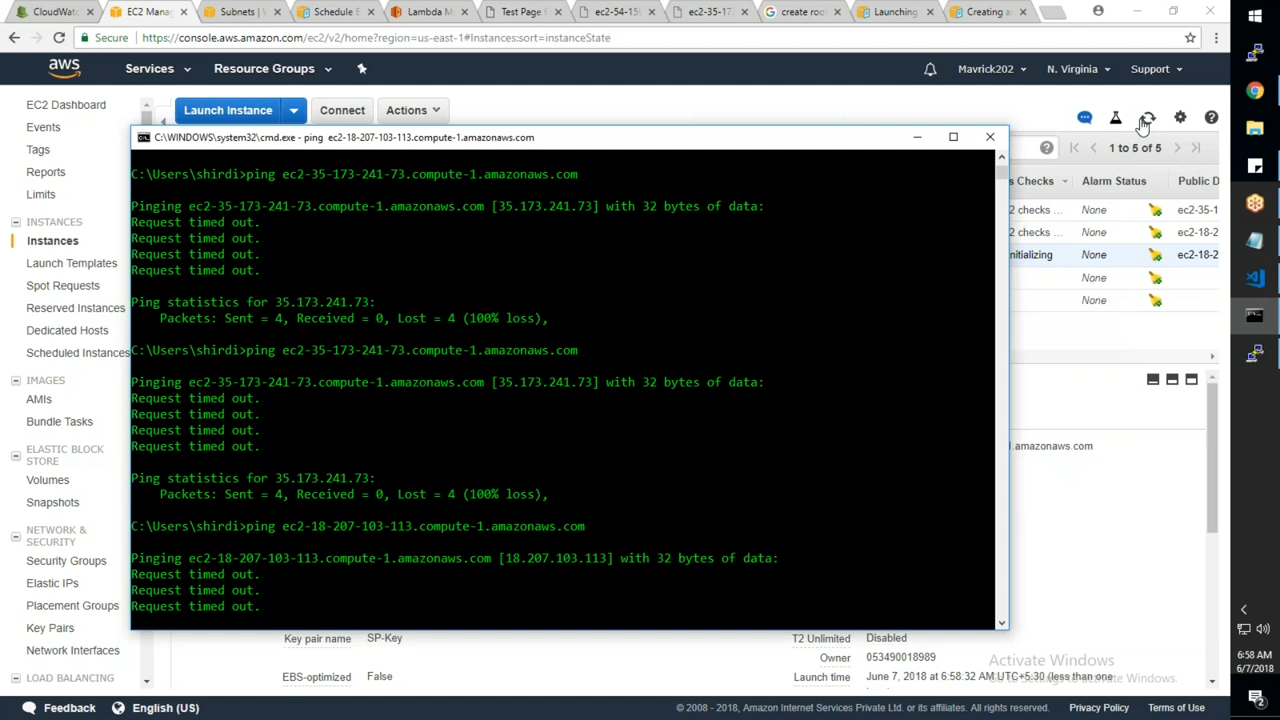 CloudWatch
EC2 Manag
Subnets | V
Schedule E
Lambda M
Test Page f
ec2-54-15
ec2-35-17
create rool
Launching
Creating a
Secure https://console.aws.amazon.com/ec2/v2/home?region=us-east-1#Instances:sort=instanceState
aws Services Resource Groups Mavrick202 N. Virginia Support
EC2 Dashboard
Events
Tags
Reports
Limits
INSTANCES
Instances
Launch Templates
Spot Requests
Reserved Instances
Dedicated Hosts
Scheduled Instances
IMAGES
AMIs
Bundle Tasks
ELASTIC BLOCK
STORE
Volumes
Snapshots
NETWORK &
SECURITY
Security Groups
Elastic IPs
Placement Groups
Key Pairs
Network Interfaces
LOAD BALANCING
Launch Instance Connect Actions
C:\WINDOWS\system32\cmd.exe - ping ec2-18-207-103-113.compute-1.amazonaws.com
C:\Users\shirdi>ping ec2-35-173-241-73.compute-1.amazonaws.com
Pinging ec2-35-173-241-73.compute-1.amazonaws.com [35.173.241.73] with 32 bytes of data:
Request timed out.
Request timed out.
Request timed out.
Request timed out.
Ping statistics for 35.173.241.73:
Packets: Sent = 4, Received = 0, Lost = 4 (100% loss),
C:\Users\shirdi>ping ec2-35-173-241-73.compute-1.amazonaws.com
Pinging ec2-35-173-241-73.compute-1.amazonaws.com [35.173.241.73] with 32 bytes of data:
Request timed out.
Request timed out.
Request timed out.
Request timed out.
Ping statistics for 35.173.241.73:
Packets: Sent = 4, Received = 0, Lost = 4 (100% loss),
C:\Users\shirdi>ping ec2-18-207-103-113.compute-1.amazonaws.com
Pinging ec2-18-207-103-113.compute-1.amazonaws.com [18.207.103.113] with 32 bytes of data:
Request timed out.
Request timed out.
Request timed out.
1 to 5 of 5
s Checks Alarm Status Public D
2 checks ... None ec2-35-1
2 checks ... None ec2-18-2
nitializing None ec2-18-2
None
None
1.amazonaws.com
Key pair name SP-Key T2 Unlimited Disabled
Owner 053490018989
EBS-optimized False Launch time June 7, 2018 at 6:58:32 AM UTC+5:30 (less than one
Activate Windows
Go to Settings to activate Windows.
Feedback English (US) © 2008 - 2018, Amazon Internet Services Private Ltd. or its affiliates. All rights reserved. Privacy Policy Terms of Use
6:58 AM
6/7/2018
2